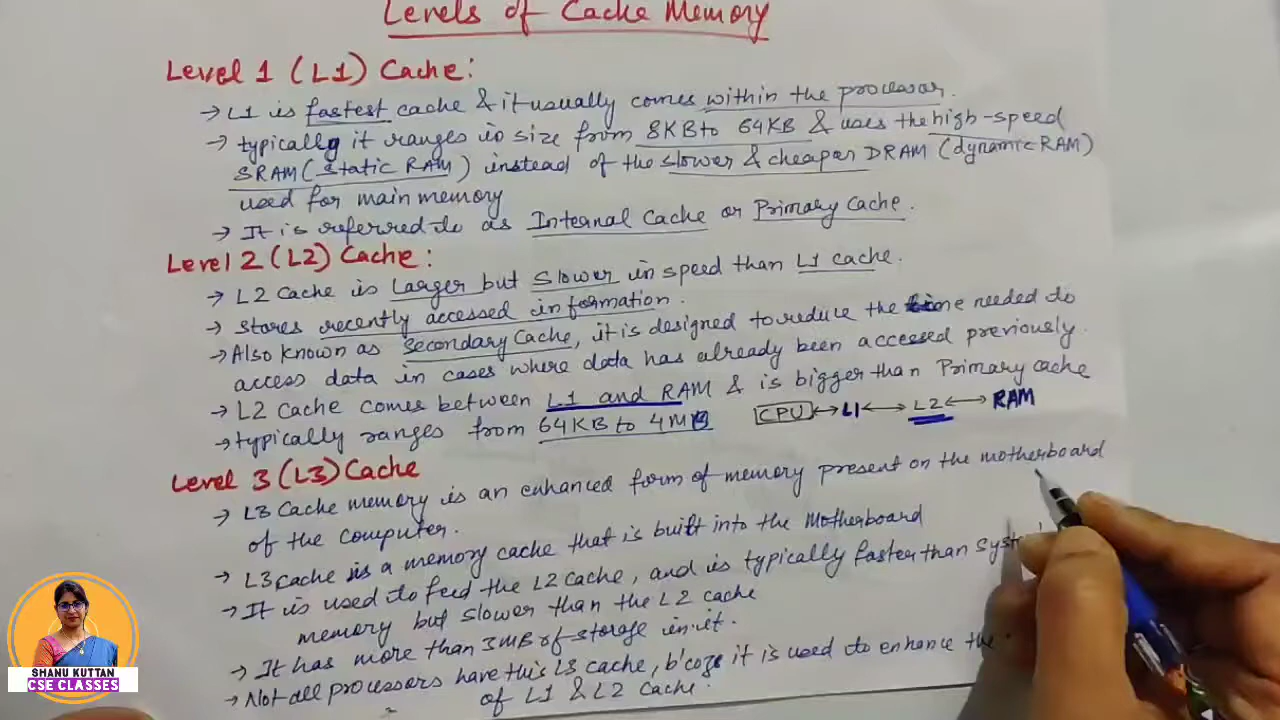 Levels of Cache Memory
Level 1 (L1) Cache:
→ L1 is fastest cache & it usually comes within the processor.
→ typically it ranges in size from 8KB to 64KB & uses the high-speed
SRAM (static RAM) instead of the slower & cheaper DRAM (dynamic RAM)
used for main memory
→ It is referred to as Internal Cache or Primary Cache.
Level 2 (L2) Cache:
→ L2 Cache is Larger but slower in speed than L1 cache.
→ stores recently accessed information.
→ Also known as secondary Cache, it is designed to reduce the time needed to
access data in cases where data has already been accessed previously.
→ L2 Cache comes between L1 and RAM & is bigger than Primary cache
→ typically ranges from 64KB to 4MB
CPU ↔ L1 ↔ L2 ↔ RAM
Level 3 (L3) Cache
→ L3 Cache memory is an enhanced form of memory present on the motherboard
of the computer.
→ L3 Cache is a memory cache that is built into the Motherboard
→ It is used to feed the L2 cache, and is typically faster than
memory but slower than the L2 cache
→ It has more than 3MB of storage in it.
→ Not all processors have this L3 cache, b'coz it is used to enhance the
of L1 & L2 Cache.
SHANU KUTTAN
CSE CLASSES